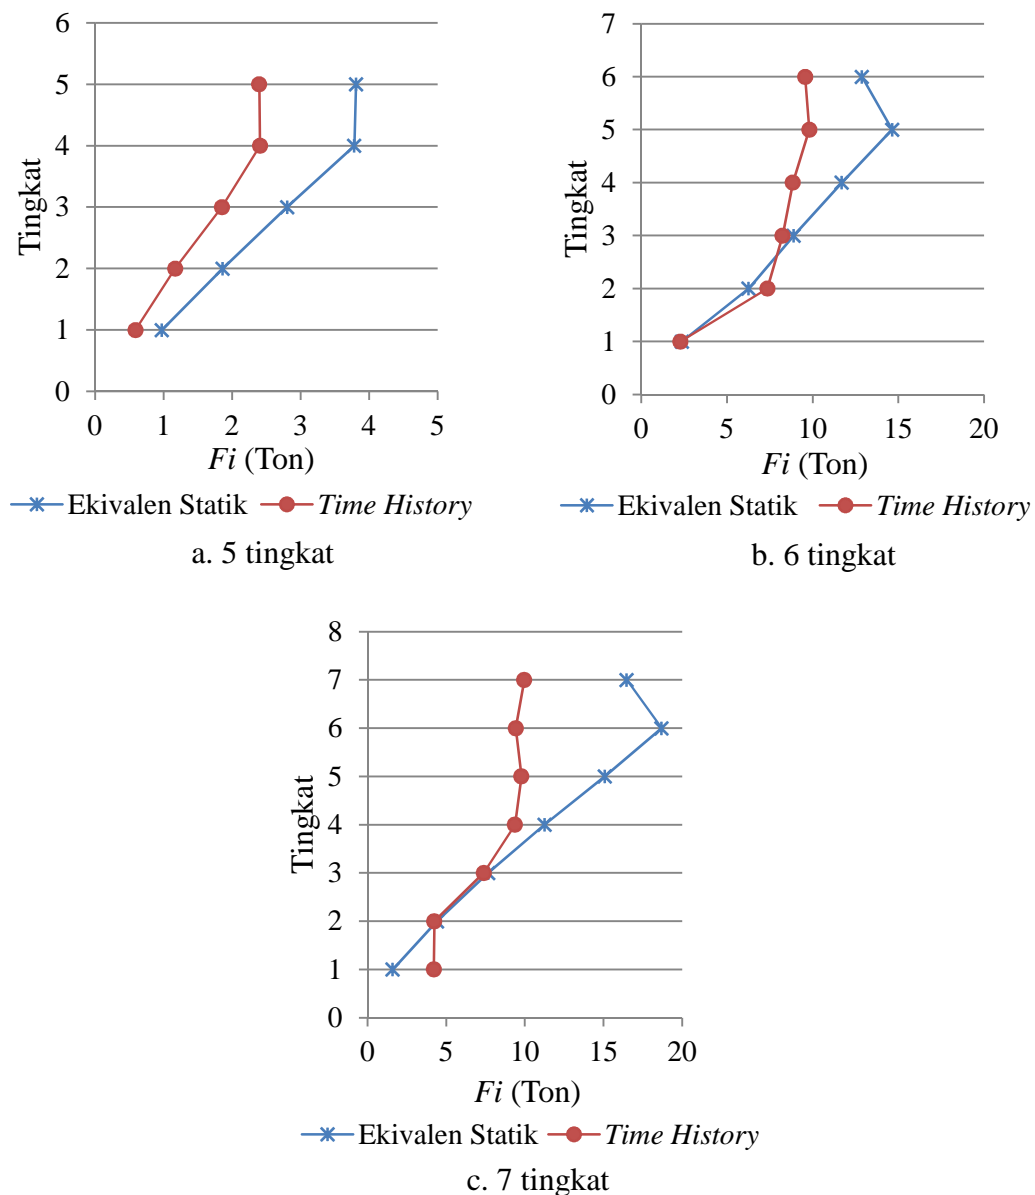 6
5
4
3
2
1
0
Tingkat
0 1 2 3 4 5
Fi (Ton)
Ekivalen Statik Time History
a. 5 tingkat
7
6
5
4
3
2
1
0
Tingkat
0 5 10 15 20
Fi (Ton)
Ekivalen Statik Time History
b. 6 tingkat
8
7
6
5
4
3
2
1
0
Tingkat
0 5 10 15 20
Fi (Ton)
Ekivalen Statik Time History
c. 7 tingkat